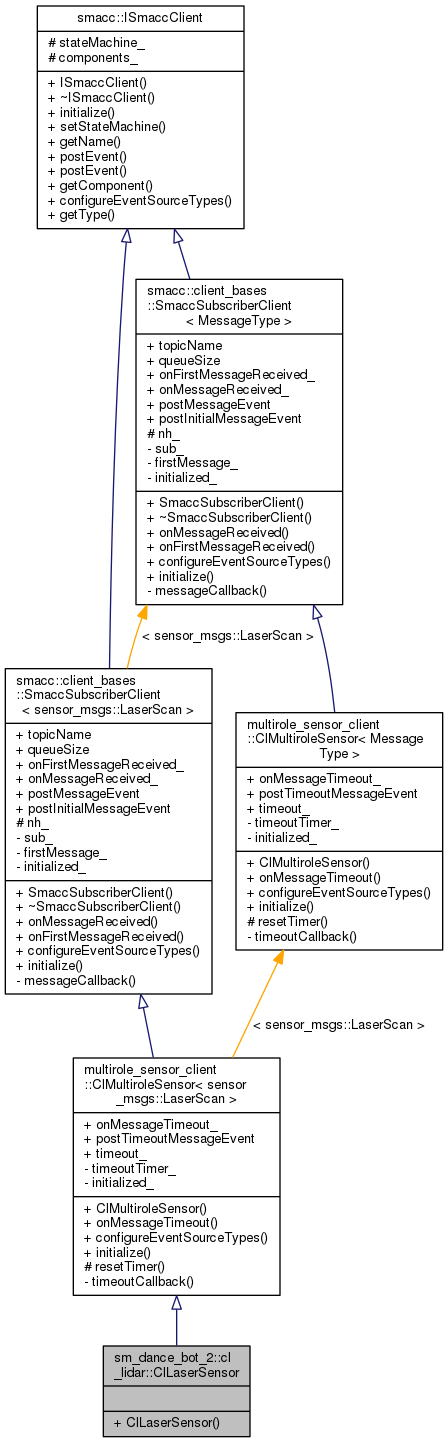 smacc::ISmaccClient
# stateMachine_
# components_
+ ISmaccClient()
+ ~ISmaccClient()
+ initialize()
+ setStateMachine()
+ getName()
+ postEvent()
+ postEvent()
+ getComponent()
+ configureEventSourceTypes()
+ getType()
smacc::client_bases
::SmaccSubscriberClient
< MessageType >
+ topicName
+ queueSize
+ onFirstMessageReceived_
+ onMessageReceived_
+ postMessageEvent
+ postInitialMessageEvent
# nh_
- sub_
- firstMessage_
- initialized_
+ SmaccSubscriberClient()
+ ~SmaccSubscriberClient()
+ onMessageReceived()
+ onFirstMessageReceived()
+ configureEventSourceTypes()
+ initialize()
- messageCallback()
< sensor_msgs::LaserScan >
smacc::client_bases
::SmaccSubscriberClient
< sensor_msgs::LaserScan >
+ topicName
+ queueSize
+ onFirstMessageReceived_
+ onMessageReceived_
+ postMessageEvent
+ postInitialMessageEvent
# nh_
- sub_
- firstMessage_
- initialized_
+ SmaccSubscriberClient()
+ ~SmaccSubscriberClient()
+ onMessageReceived()
+ onFirstMessageReceived()
+ configureEventSourceTypes()
+ initialize()
- messageCallback()
multirole_sensor_client
::ClMultiroleSensor< Message
Type >
+ onMessageTimeout_
+ postTimeoutMessageEvent
+ timeout_
- timeoutTimer_
- initialized_
+ ClMultiroleSensor()
+ onMessageTimeout()
+ configureEventSourceTypes()
+ initialize()
# resetTimer()
- timeoutCallback()
< sensor_msgs::LaserScan >
multirole_sensor_client
::ClMultiroleSensor< sensor
_msgs::LaserScan >
+ onMessageTimeout_
+ postTimeoutMessageEvent
+ timeout_
- timeoutTimer_
- initialized_
+ ClMultiroleSensor()
+ onMessageTimeout()
+ configureEventSourceTypes()
+ initialize()
# resetTimer()
- timeoutCallback()
sm_dance_bot_2::cl
_lidar::ClLaserSensor
+ ClLaserSensor()